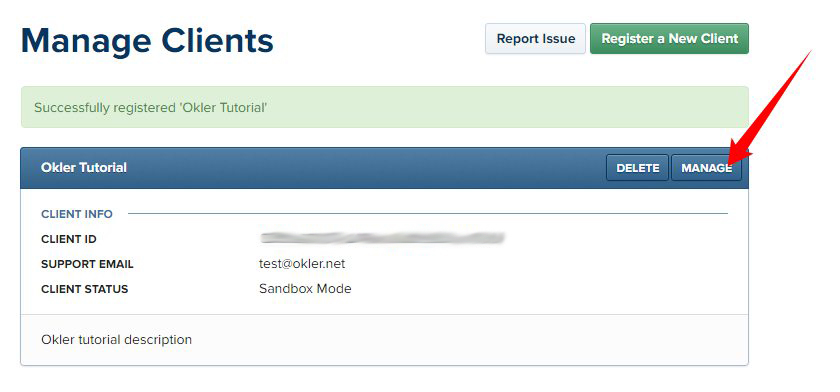 Manage Clients
Report Issue
Register a New Client
Successfully registered 'Okler Tutorial'
Okler Tutorial
DELETE
MANAGE
CLIENT INFO
CLIENT ID
SUPPORT EMAIL test@okler.net
CLIENT STATUS Sandbox Mode
Okler tutorial description